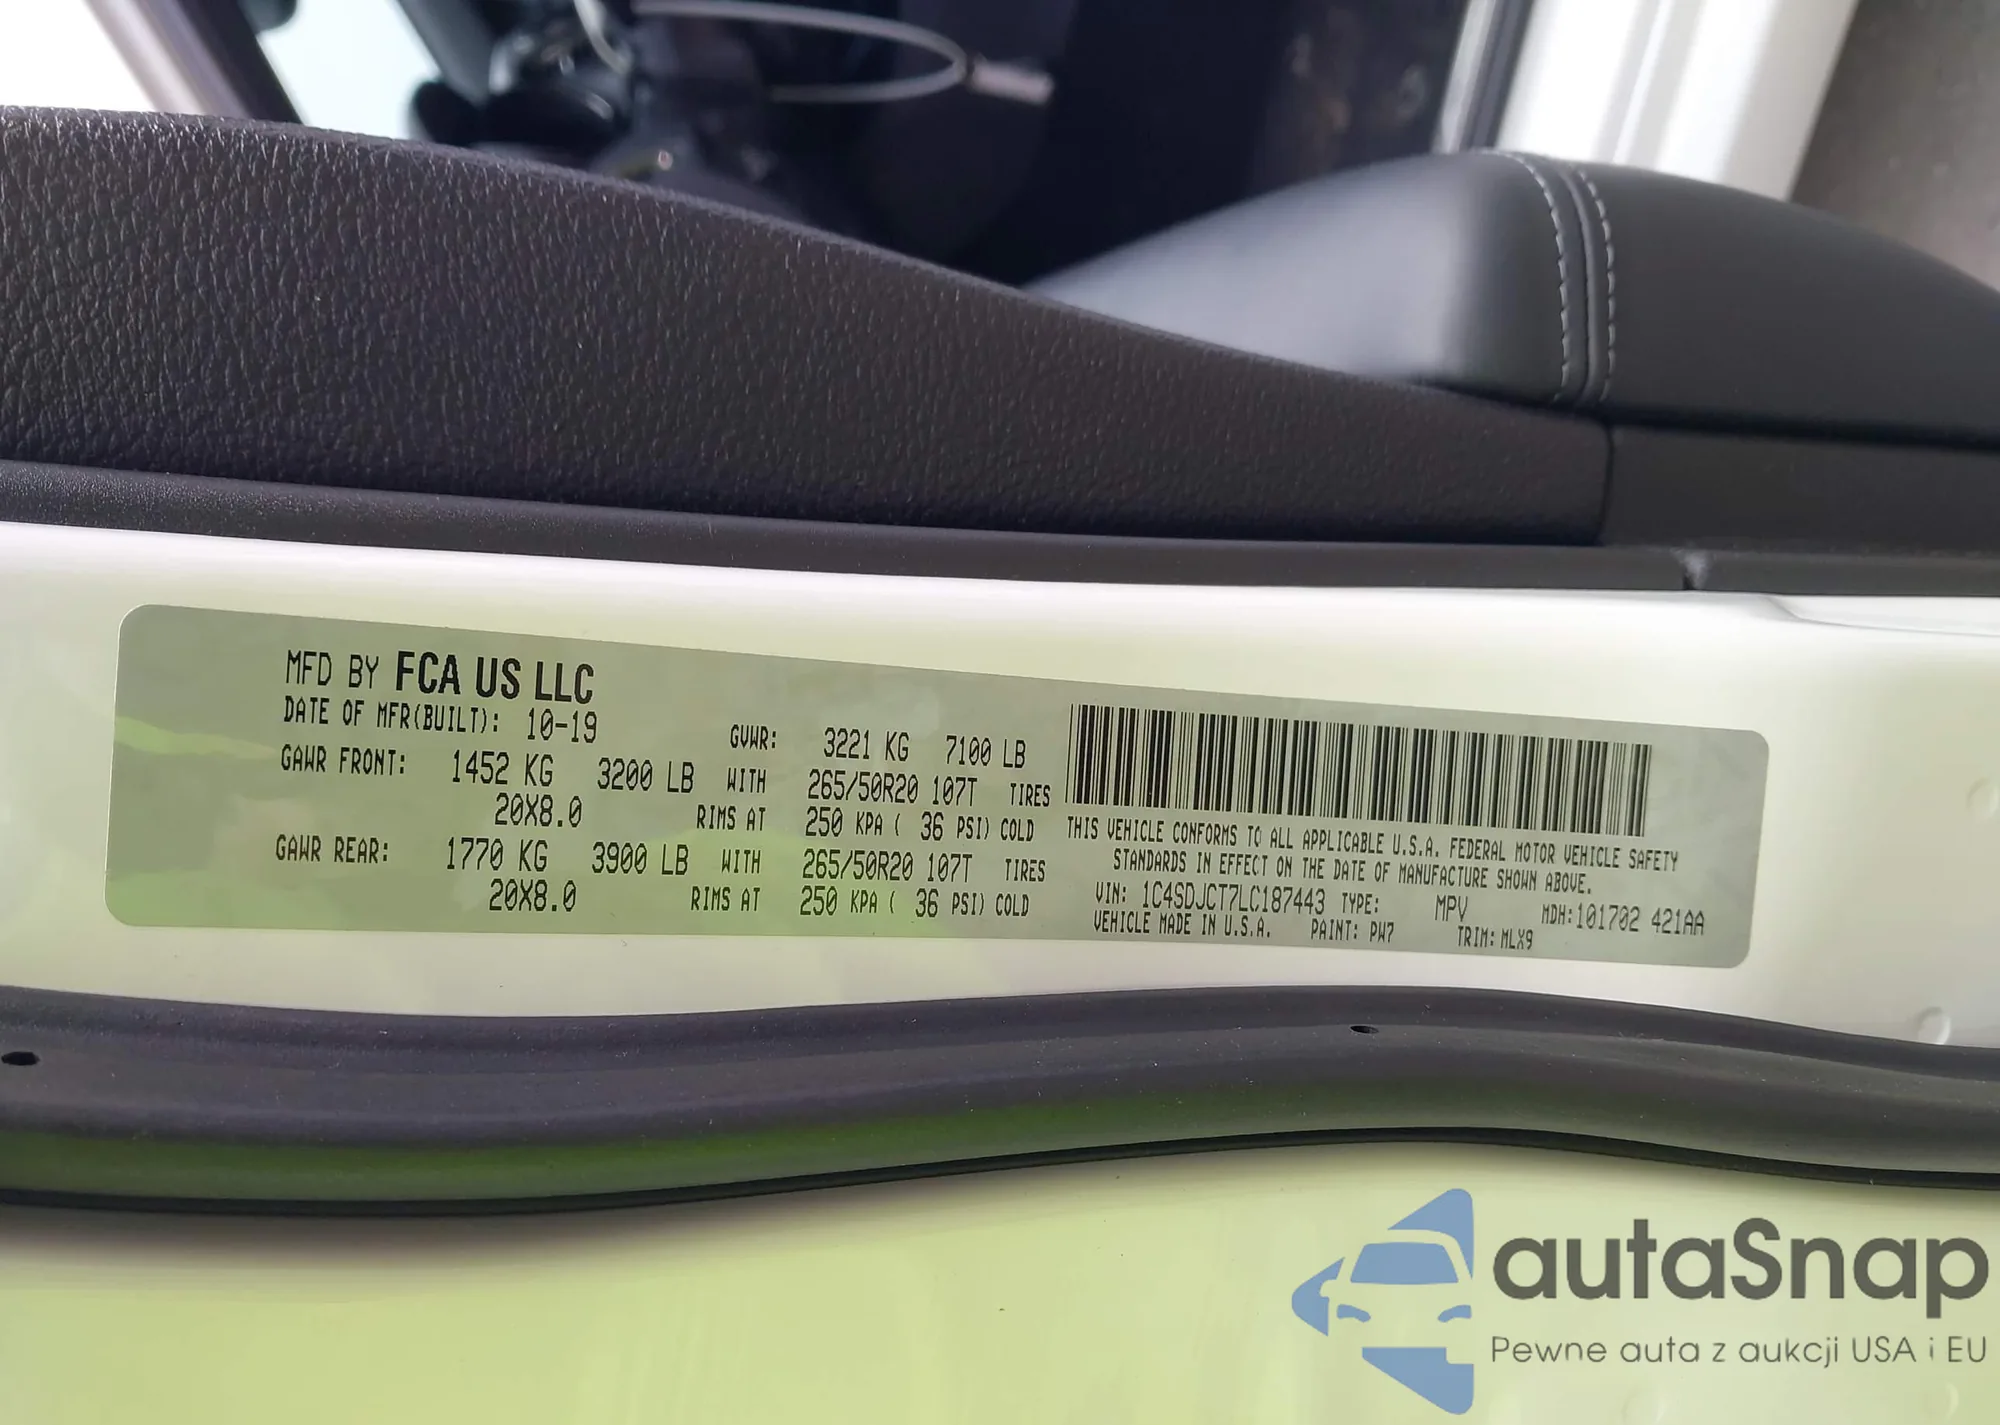 MFD BY FCA US LLC
DATE OF MFR(BUILT): 10-19 GVWR: 3221 KG 7100 LB
GAWR FRONT: 1452 KG 3200 LB WITH 265/50R20 107T TIRES
20X8.0 RIMS AT 250 KPA ( 36 PSI) COLD
GAWR REAR: 1770 KG 3900 LB WITH 265/50R20 107T TIRES
20X8.0 RIMS AT 250 KPA ( 36 PSI) COLD
THIS VEHICLE CONFORMS TO ALL APPLICABLE U.S.A. FEDERAL MOTOR VEHICLE SAFETY
STANDARDS IN EFFECT ON THE DATE OF MANUFACTURE SHOWN ABOVE.
VIN: 1C4SDJCT7LC187443 TYPE: MPV MDH:101702 421AA
VEHICLE MADE IN U.S.A. PAINT: PW7 TRIM: MLX9
autaSnap
Pewne auta z aukcji USA i EU